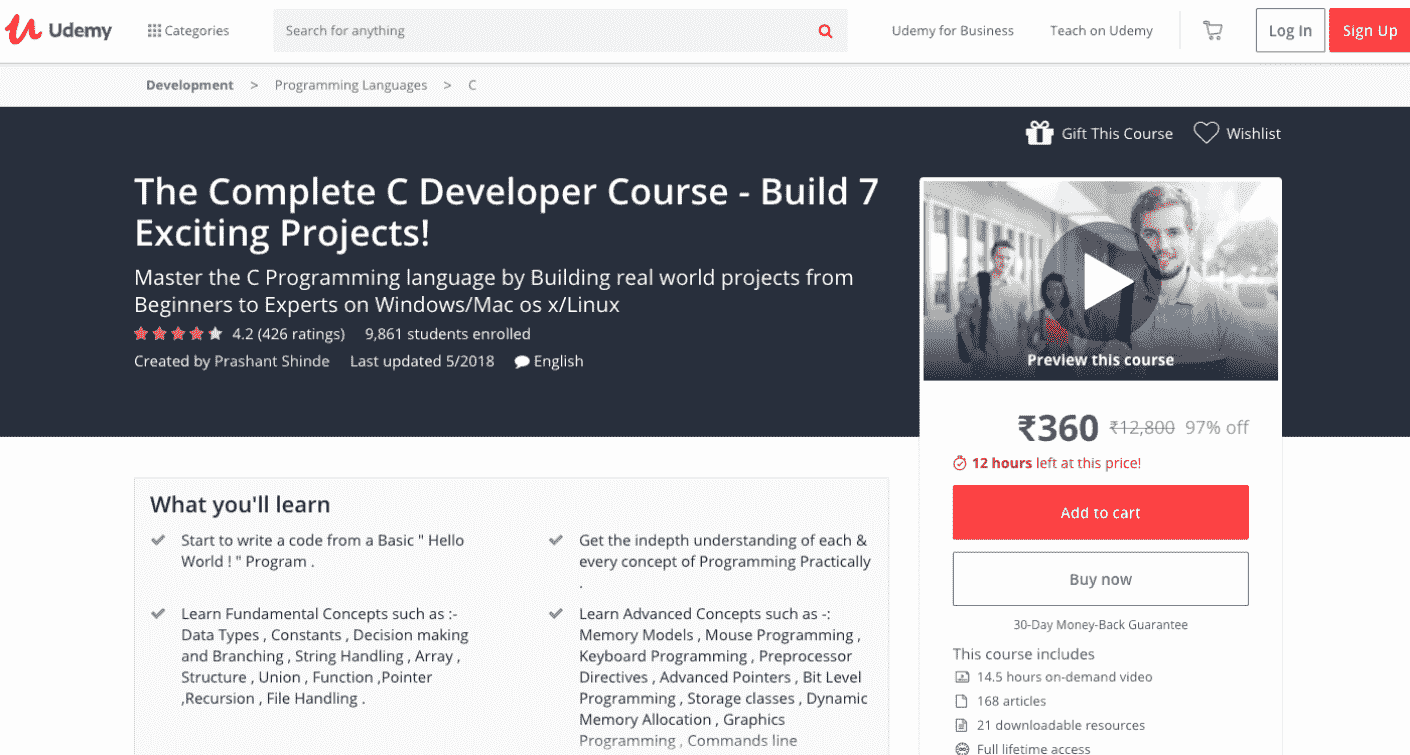 Udemy
Categories
Search for anything
Udemy for Business
Teach on Udemy
Log In
Sign Up
Development > Programming Languages > C
Gift This Course
Wishlist
The Complete C Developer Course - Build 7
Exciting Projects!
Master the C Programming language by Building real world projects from
Beginners to Experts on Windows/Mac os x/Linux
4.2 (426 ratings) 9,861 students enrolled
Created by Prashant Shinde Last updated 5/2018 English
Preview this course
₹360 ₹12,800 97% off
12 hours left at this price!
Add to cart
Buy now
30-Day Money-Back Guarantee
This course includes
14.5 hours on-demand video
168 articles
21 downloadable resources
Full lifetime access
What you'll learn
Start to write a code from a Basic " Hello
World ! " Program .
Get the indepth understanding of each &
every concept of Programming Practically
.
Learn Fundamental Concepts such as :-
Data Types , Constants , Decision making
and Branching , String Handling , Array ,
Structure , Union , Function ,Pointer
,Recursion , File Handling .
Learn Advanced Concepts such as -:
Memory Models , Mouse Programming ,
Keyboard Programming , Preprocessor
Directives , Advanced Pointers , Bit Level
Programming , Storage classes , Dynamic
Memory Allocation , Graphics
Programming , Commands line